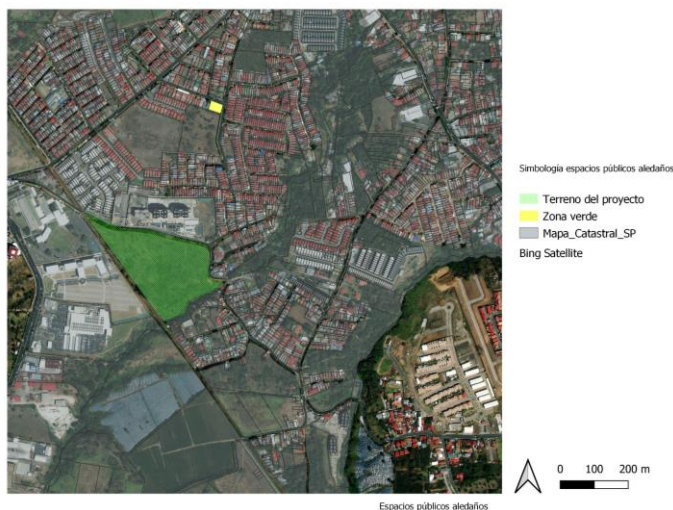 Simbología espacios públicos aledaños
Terreno del proyecto
Zona verde
Mapa_Catastral_SP
Bing Satellite
0 100 200 m
Espacios públicos aledaños